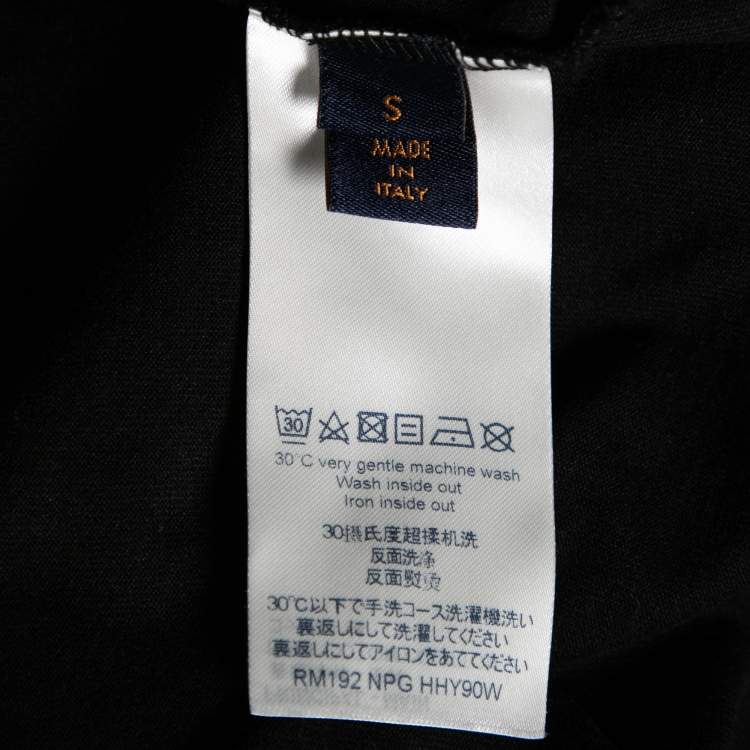 S
MADE
IN
ITALY
30
30°C very gentle machine wash
Wash inside out
Iron inside out
30摄氏度超揉机洗
反面洗涤
反面熨烫
30℃以下で手洗コース洗濯機洗い
裏返しにして洗濯してください
裏返しにしてアイロンをあててください
RM192 NPG HHY90W